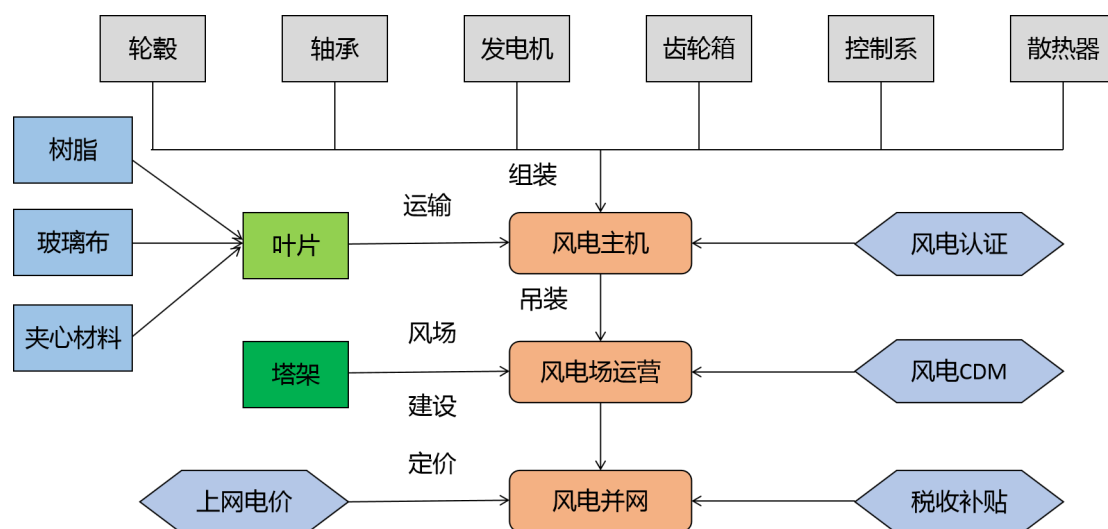 轮毂
轴承
发电机
齿轮箱
控制系
散热器
树脂
组装
运输
玻璃布
叶片
风电主机
风电认证
吊装
夹心材料
风场
塔架
风电场运营
风电CDM
建设
定价
上网电价
风电并网
税收补贴